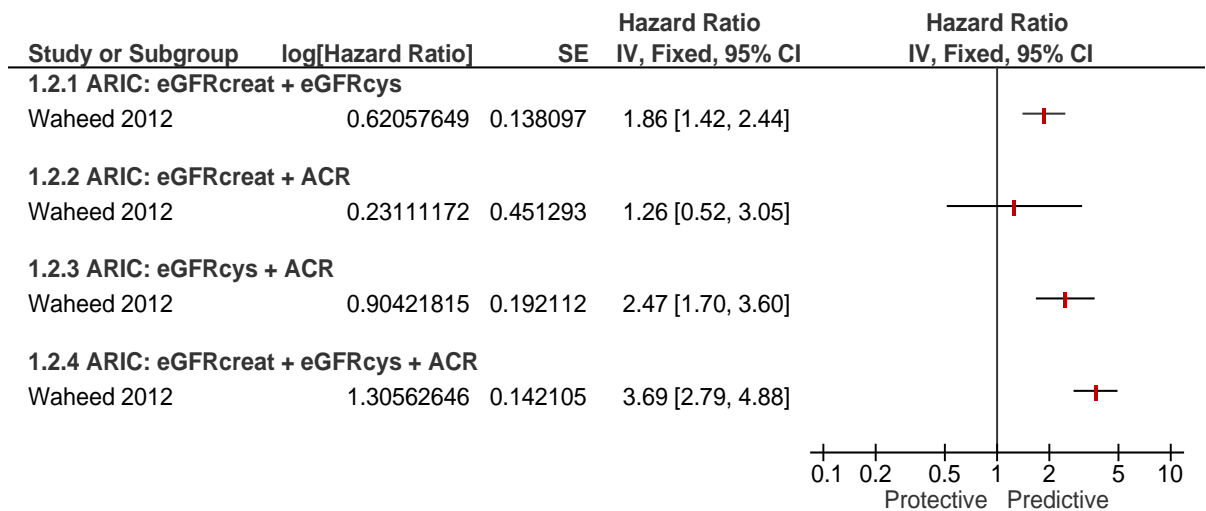 Hazard Ratio Hazard Ratio
Study or Subgroup log[Hazard Ratio] SE IV, Fixed, 95% CI IV, Fixed, 95% CI
1.2.1 ARIC: eGFRcreat + eGFRcys
Waheed 2012 0.62057649 0.138097 1.86 [1.42, 2.44]
1.2.2 ARIC: eGFRcreat + ACR
Waheed 2012 0.23111172 0.451293 1.26 [0.52, 3.05]
1.2.3 ARIC: eGFRcys + ACR
Waheed 2012 0.90421815 0.192112 2.47 [1.70, 3.60]
1.2.4 ARIC: eGFRcreat + eGFRcys + ACR
Waheed 2012 1.30562646 0.142105 3.69 [2.79, 4.88]
0.1 0.2 0.5 1 2 5 10
Protective Predictive